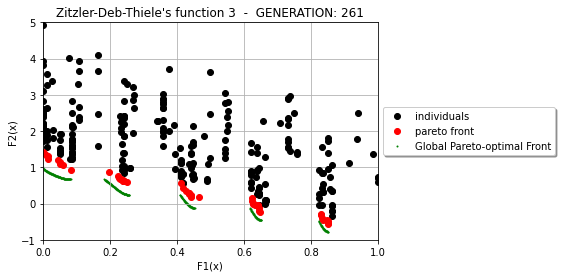 Zitzler-Deb-Thiele's function 3 - GENERATION: 261
5
4
3
2
1
0
−1
F2(x)
0.0 0.2 0.4 0.6 0.8 1.0
F1(x)
individuals
pareto front
Global Pareto-optimal Front